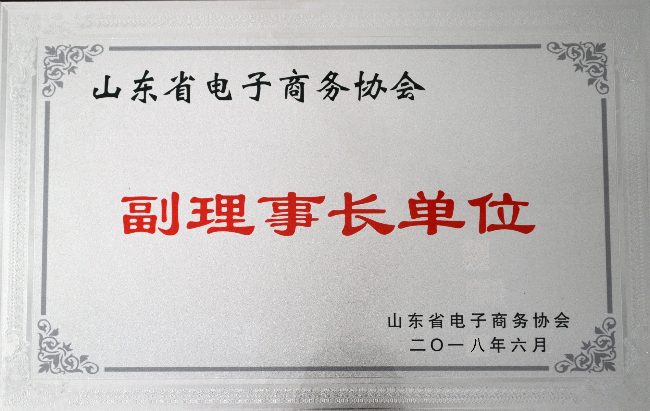 山东省电子商务协会
副理事长单位
山东省电子商务协会
二〇一八年六月